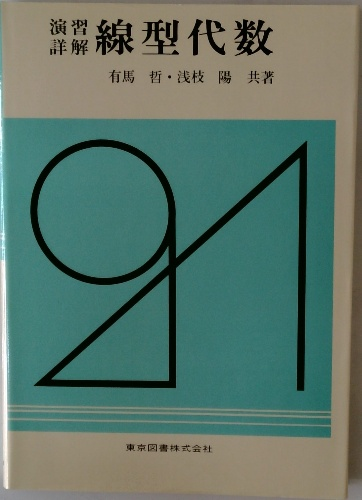 演習
詳解 線型代数
有馬 哲・浅枝 陽 共著
東京図書株式会社